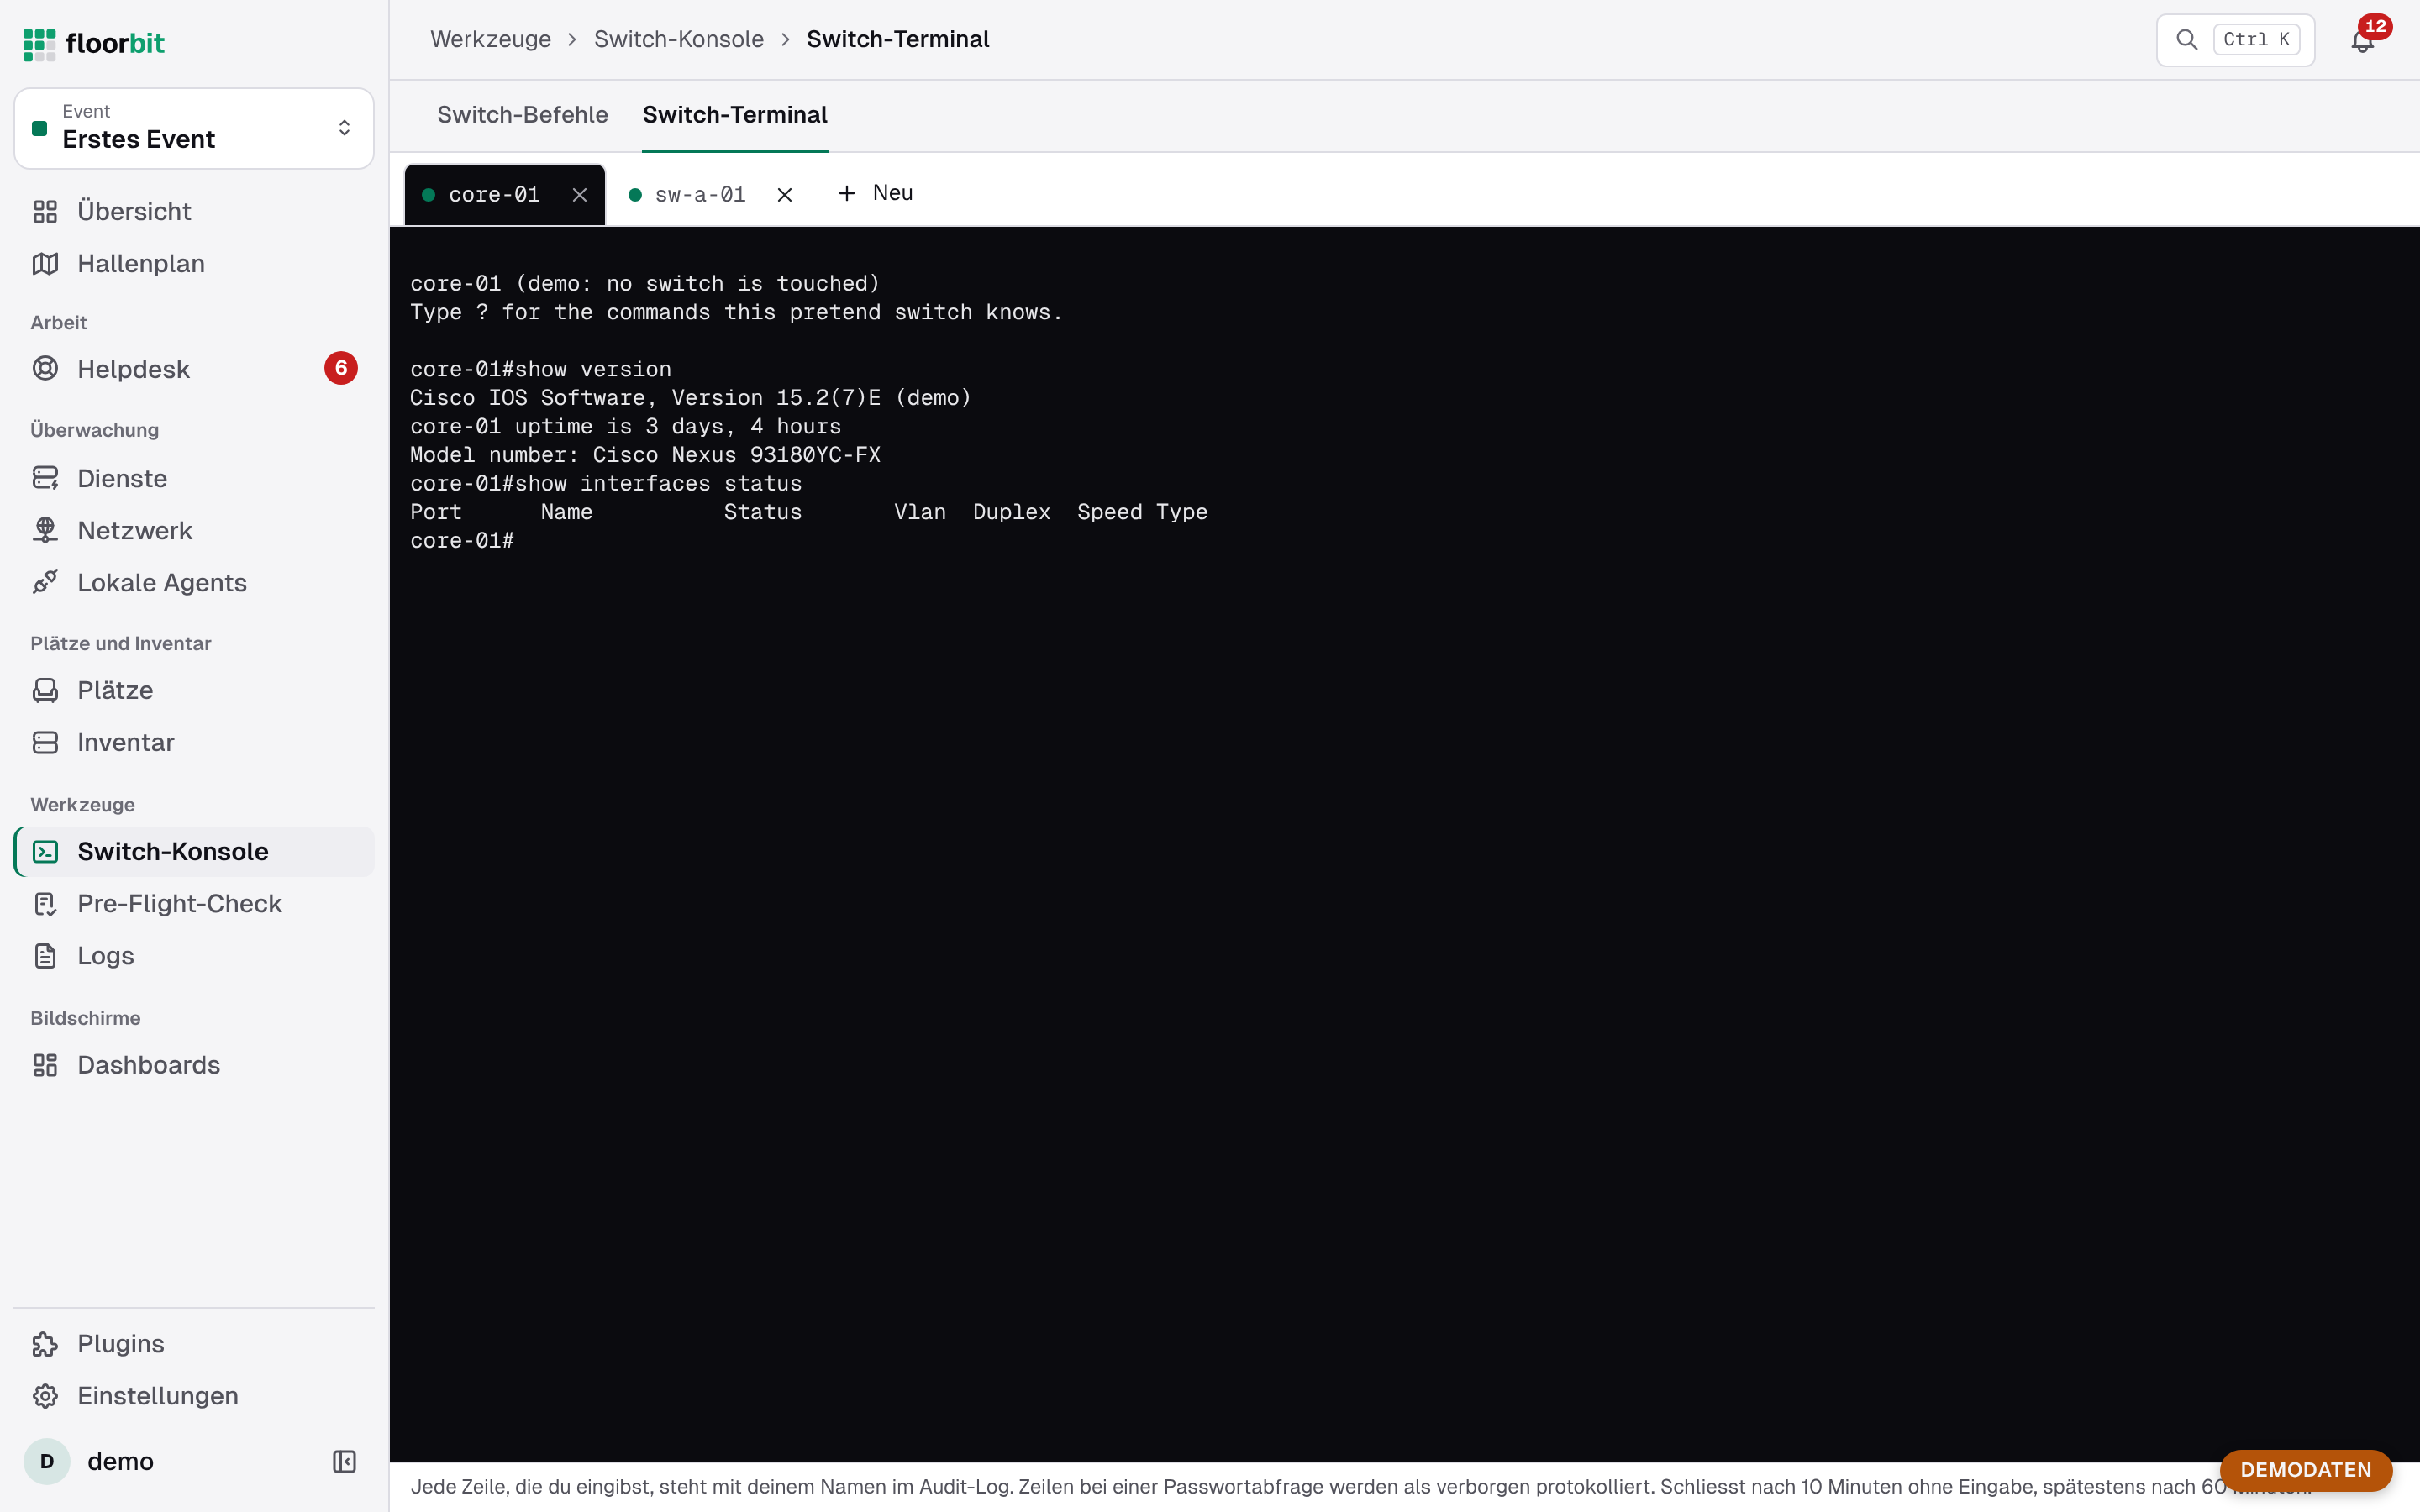 floorbit
Event
Erstes Event
Übersicht
Hallenplan
Arbeit
Helpdesk 6
Überwachung
Dienste
Netzwerk
Lokale Agents
Plätze und Inventar
Plätze
Inventar
Werkzeuge
Switch-Konsole
Pre-Flight-Check
Logs
Bildschirme
Dashboards
Plugins
Einstellungen
D demo
Werkzeuge > Switch-Konsole > Switch-Terminal
Ctrl K 12
Switch-Befehle Switch-Terminal
core-01 sw-a-01 + Neu
core-01 (demo: no switch is touched)
Type ? for the commands this pretend switch knows.
core-01#show version
Cisco IOS Software, Version 15.2(7)E (demo)
core-01 uptime is 3 days, 4 hours
Model number: Cisco Nexus 93180YC-FX
core-01#show interfaces status
Port Name Status Vlan Duplex Speed Type
core-01#
Jede Zeile, die du eingibst, steht mit deinem Namen im Audit-Log. Zeilen bei einer Passwortabfrage werden als verborgen protokolliert. Schliesst nach 10 Minuten ohne Eingabe, spätestens nach 60
DEMODATEN